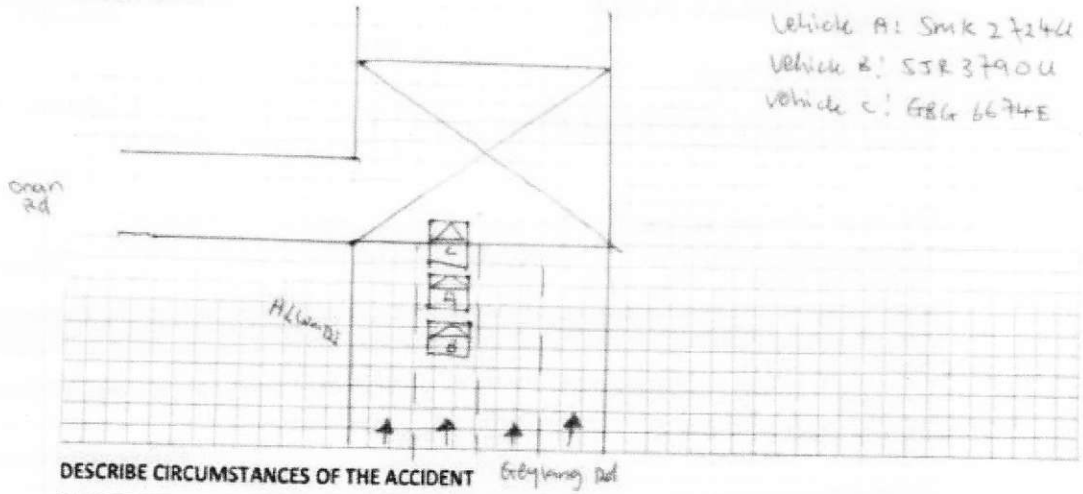 Vehicle A: SMK 2724U
Vehicle B: SJR 3790U
Vehicle C: GBG 6674E
Onan
Rd
C
A
B
DESCRIBE CIRCUMSTANCES OF THE ACCIDENT Geylang Rd